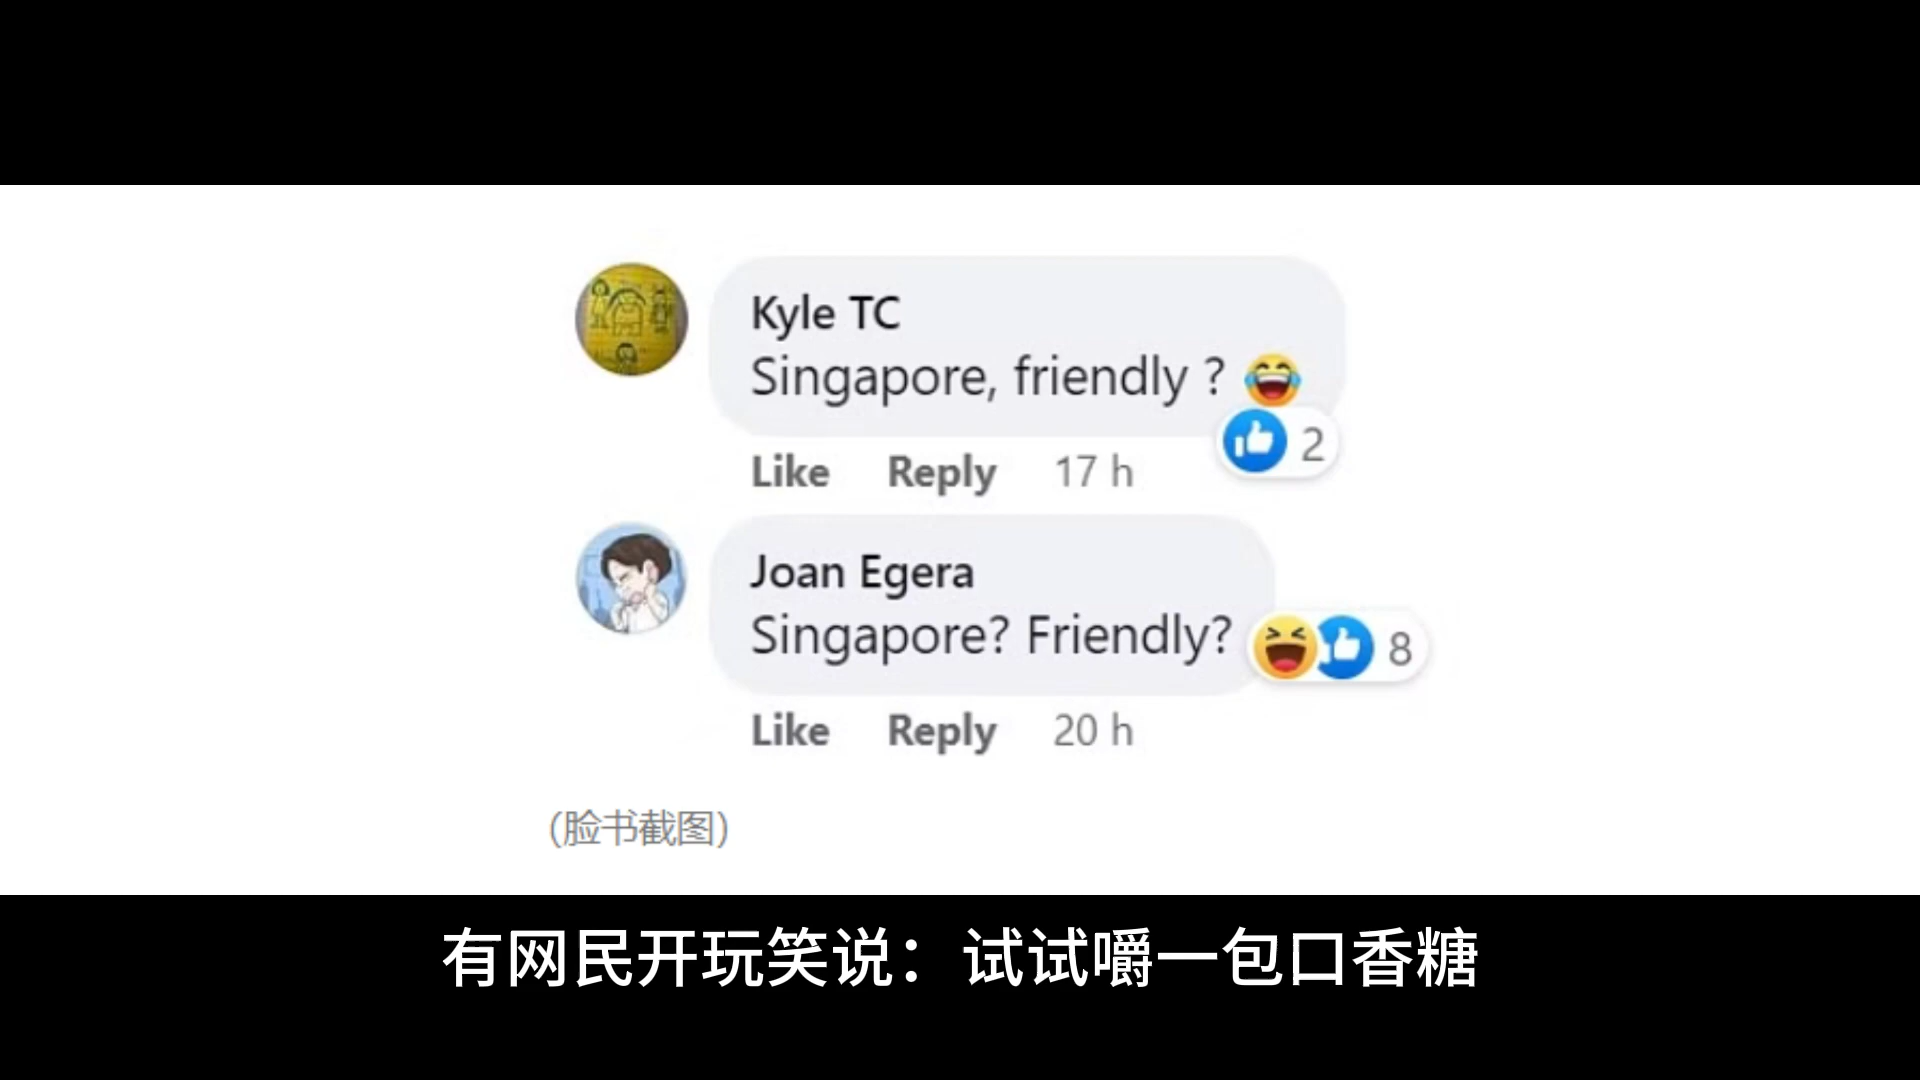 Kyle TC
Singapore, friendly ? 😂
2
Like Reply 17 h
Joan Egera
Singapore? Friendly?
8
Like Reply 20 h
(脸书截图)
有网民开玩笑说：试试嚼一包口香糖